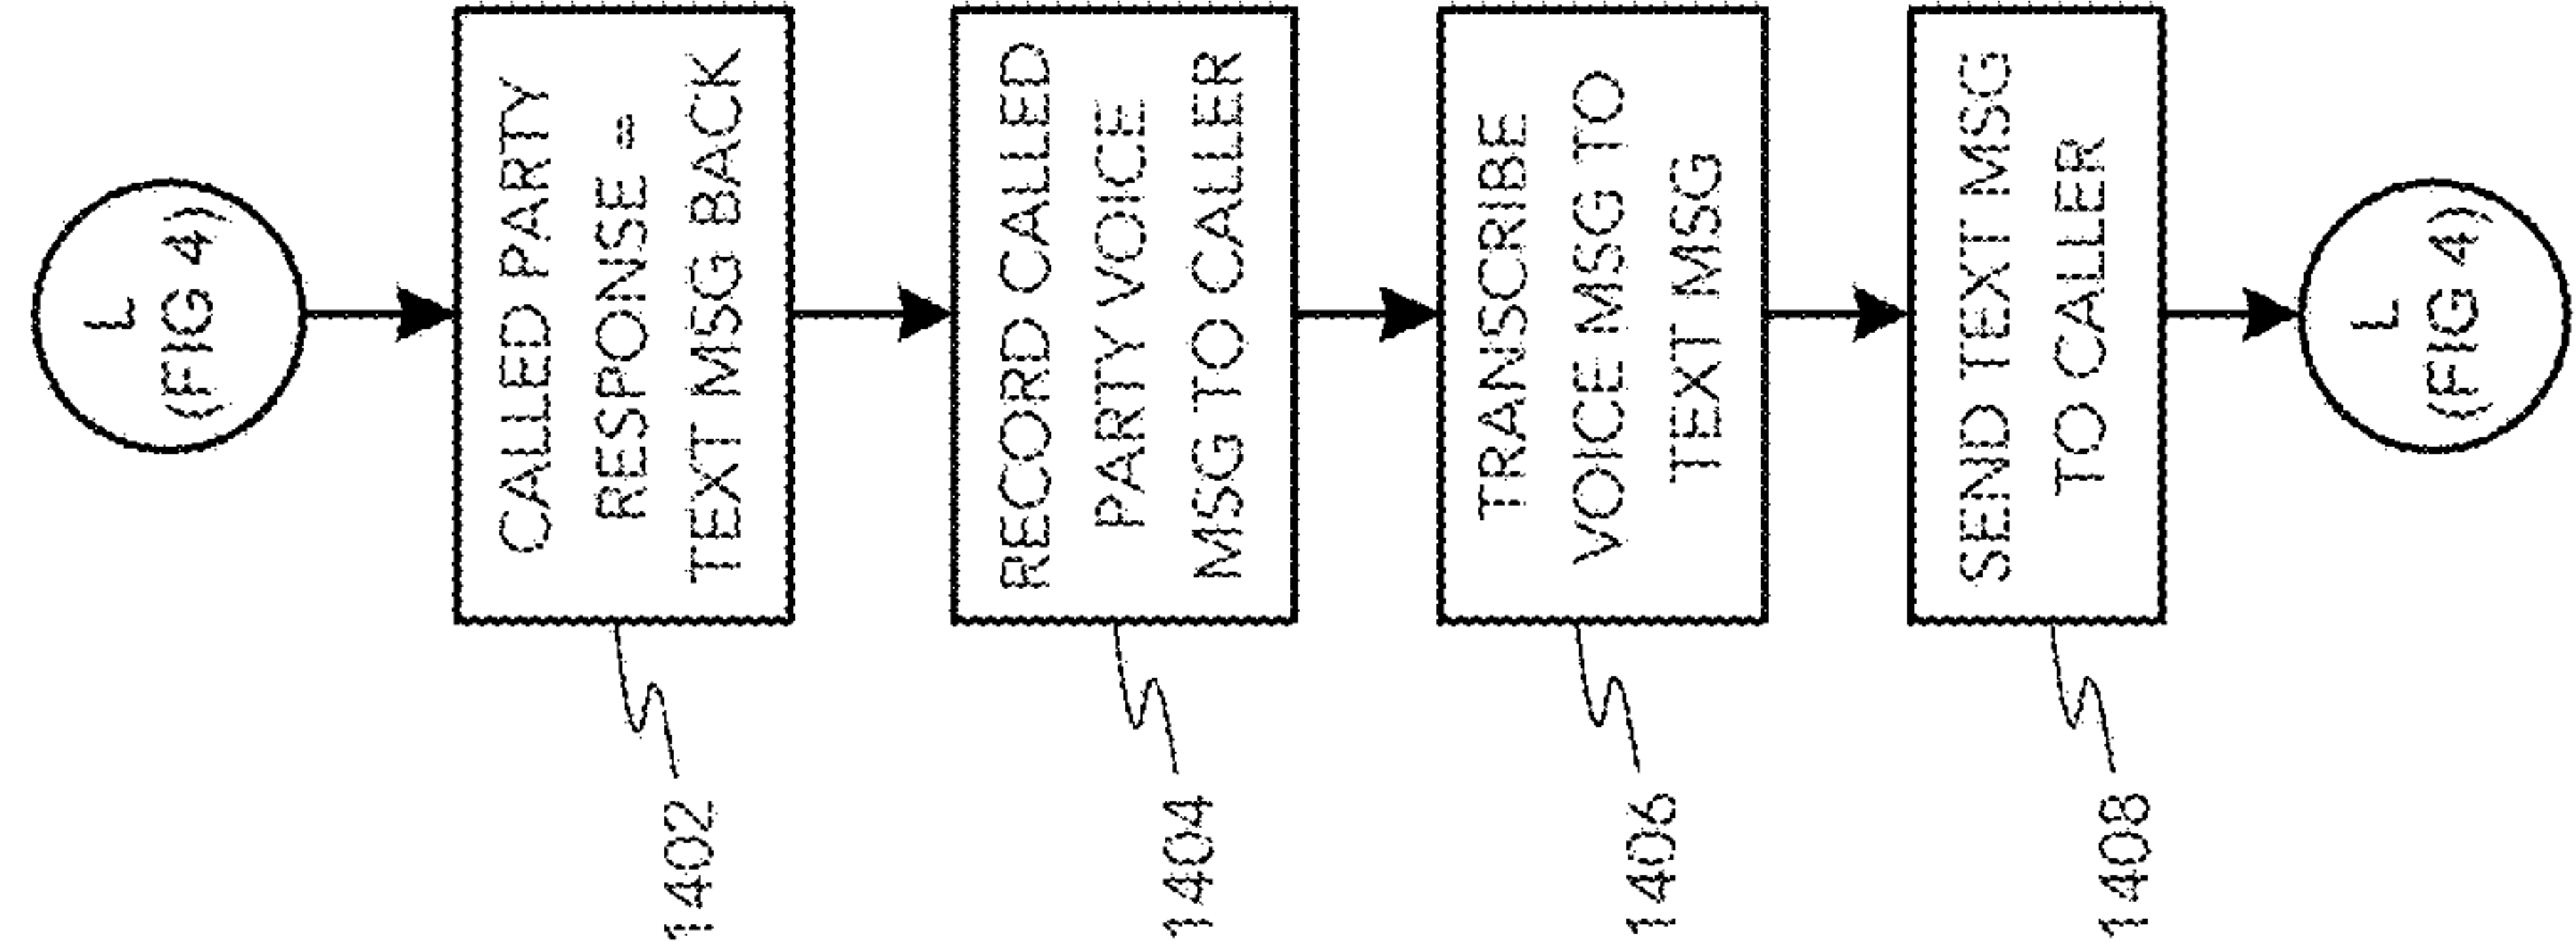 L
(FIG 4)
CALLED PARTY
RESPONSE =
TEXT MSG BACK
1402
RECORD CALLED
PARTY VOICE
MSG TO CALLER
1404
TRANSCRIBE
VOICE MSG TO
TEXT MSG
1406
SEND TEXT MSG
TO CALLER
1408
L
(FIG 4)